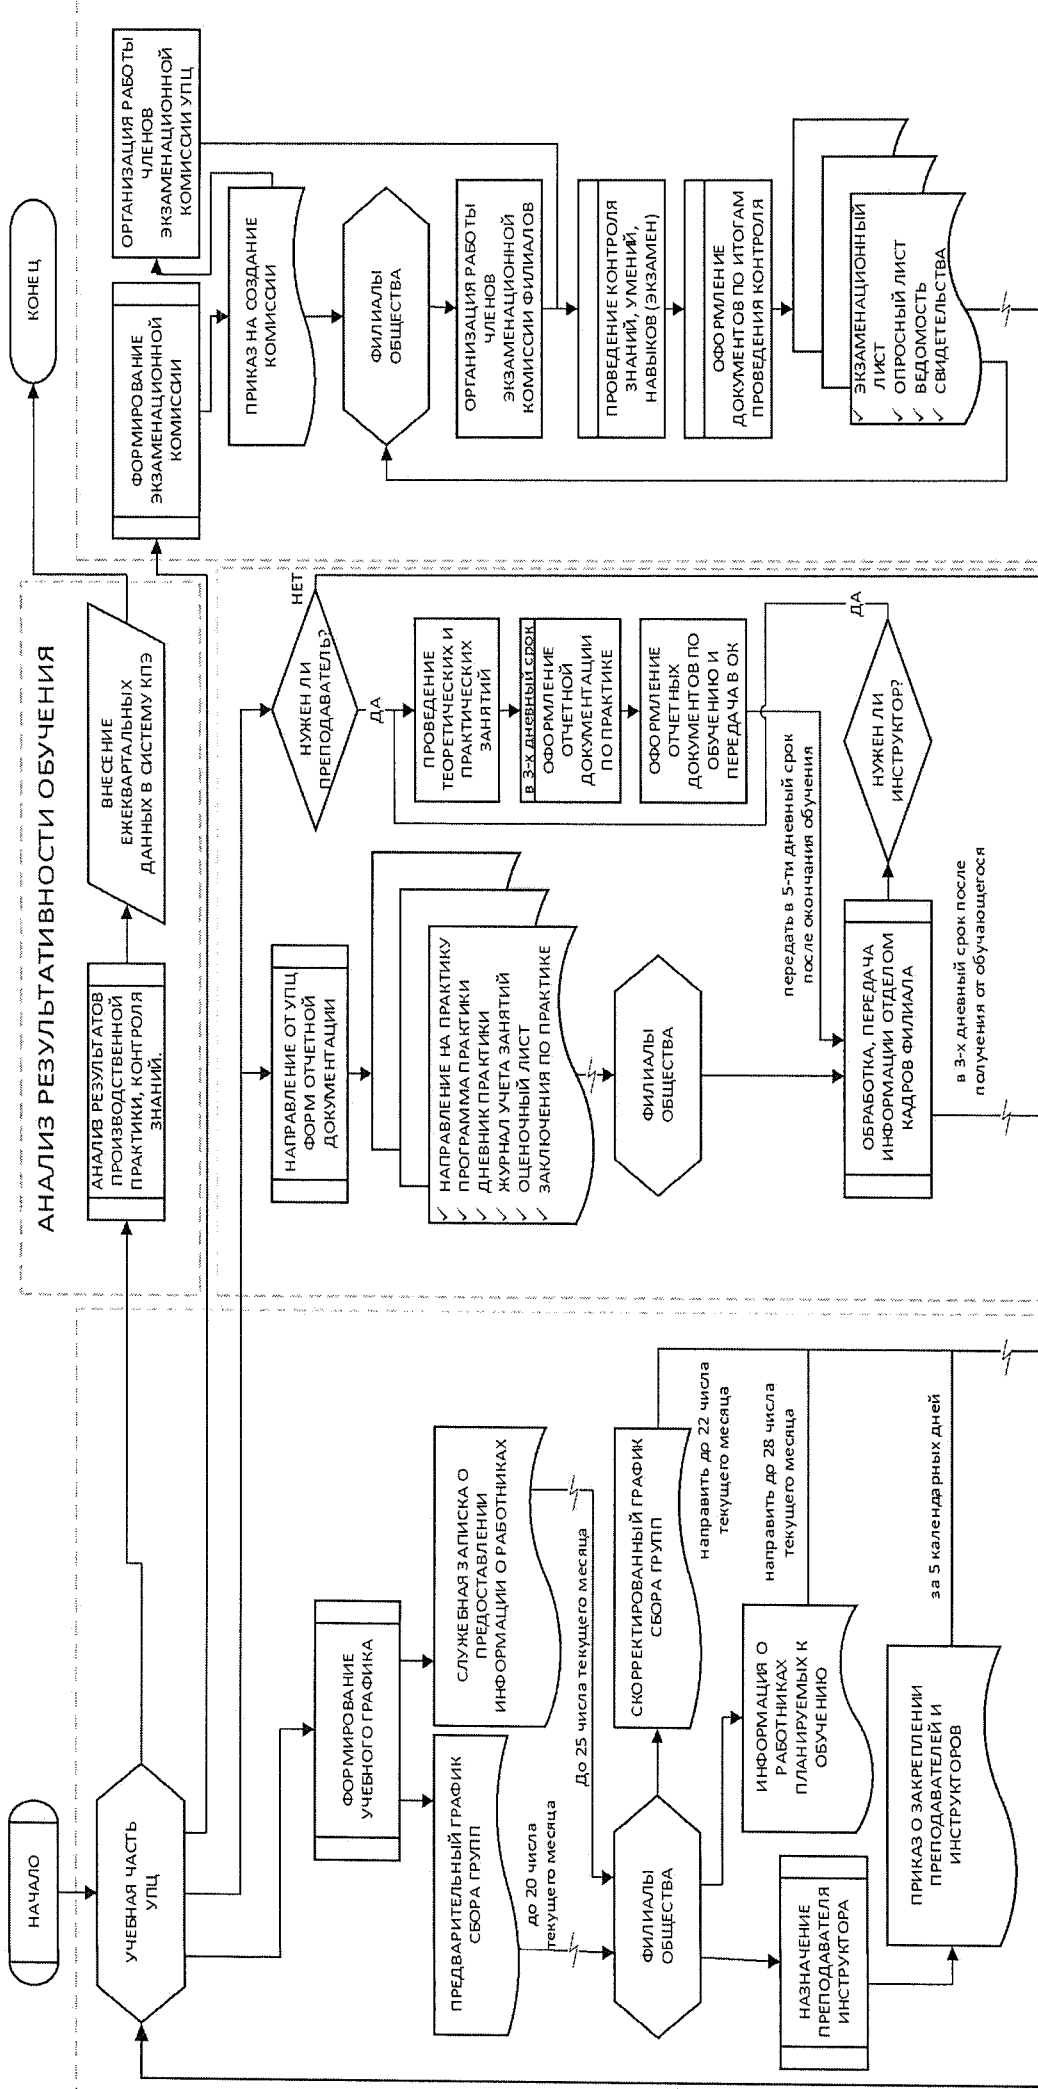 НАЧАЛО
УЧЕБНАЯ ЧАСТЬ
УПЦ
ФОРМИРОВАНИЕ
УЧЕБНОГО ГРАФИКА
ПРЕДВАРИТЕЛЬНЫЙ ГРАФИК
СБОРА ГРУПП
СЛУЖЕБНАЯ ЗАПИСКА О
ПРЕДОСТАВЛЕНИИ
ИНФОРМАЦИИ О РАБОТНИКАХ
до 20 числа
текущего месяца
До 25 числа текущего месяца
ФИЛИАЛЫ
ОБЩЕСТВА
СКОРРЕКТИРОВАННЫЙ ГРАФИК
СБОРА ГРУПП
направить до 22 числа
текущего месяца
ИНФОРМАЦИЯ О
РАБОТНИКАХ
ПЛАНИРУЕМЫХ К
ОБУЧЕНИЮ
направить до 28 числа
текущего месяца
НАЗНАЧЕНИЕ
ПРЕПОДАВАТЕЛЯ
ИНСТРУКТОРА
ПРИКАЗ О ЗАКРЕПЛЕНИИ
ПРЕПОДАВАТЕЛЕЙ И
ИНСТРУКТОРОВ
за 5 календарных дней
АНАЛИЗ РЕЗУЛЬТАТИВНОСТИ ОБУЧЕНИЯ
АНАЛИЗ РЕЗУЛЬТАТОВ
ПРОИЗВОДСТВЕННОЙ
ПРАКТИКИ, КОНТРОЛЯ
ЗНАНИЙ.
ВНЕСЕНИЕ
ЕЖЕКВАРТАЛЬНЫХ
ДАННЫХ В СИСТЕМУ КПЭ
КОНЕЦ
НАПРАВЛЕНИЕ ОТ УПЦ
ФОРМ ОТЧЕТНОЙ
ДОКУМЕНТАЦИИ
✓ НАПРАВЛЕНИЕ НА ПРАКТИКУ
✓ ПРОГРАММА ПРАКТИКИ
✓ ДНЕВНИК ПРАКТИКИ
✓ ЖУРНАЛ УЧЕТА ЗАНЯТИЙ
✓ ОЦЕНОЧНЫЙ ЛИСТ
✓ ЗАКЛЮЧЕНИЯ ПО ПРАКТИКЕ
ФИЛИАЛЫ
ОБЩЕСТВА
ОБРАБОТКА, ПЕРЕДАЧА
ИНФОРМАЦИИ ОТДЕЛОМ
КАДРОВ ФИЛИАЛА
в 3-х дневный срок после
получения от обучающегося
НУЖЕН ЛИ
ПРЕПОДАВАТЕЛЬ?
НЕТ
ДА
ПРОВЕДЕНИЕ
ТЕОРЕТИЧЕСКИХ И
ПРАКТИЧЕСКИХ
ЗАНЯТИЙ
в 3-х дневный срок
ОФОРМЛЕНИЕ
ОТЧЕТНОЙ
ДОКУМЕНТАЦИИ
ПО ПРАКТИКЕ
ОФОРМЛЕНИЕ
ОТЧЕТНЫХ
ДОКУМЕНТОВ ПО
ОБУЧЕНИЮ И
ПЕРЕДАЧА В ОК
передать в 5-ти дневный срок
после окончания обучения
НУЖЕН ЛИ
ИНСТРУКТОР?
ДА
ФОРМИРОВАНИЕ
ЭКЗАМЕНАЦИОННОЙ
КОМИССИИ
ОРГАНИЗАЦИЯ РАБОТЫ
ЧЛЕНОВ
ЭКЗАМЕНАЦИОННОЙ
КОМИССИИ УПЦ
ПРИКАЗ НА СОЗДАНИЕ
КОМИССИИ
ФИЛИАЛЫ
ОБЩЕСТВА
ОРГАНИЗАЦИЯ РАБОТЫ
ЧЛЕНОВ
ЭКЗАМЕНАЦИОННОЙ
КОМИССИИ ФИЛИАЛОВ
ПРОВЕДЕНИЕ КОНТРОЛЯ
ЗНАНИЙ, УМЕНИЙ,
НАВЫКОВ (ЭКЗАМЕН)
ОФОРМЛЕНИЕ
ДОКУМЕНТОВ ПО ИТОГАМ
ПРОВЕДЕНИЯ КОНТРОЛЯ
✓ ЭКЗАМЕНАЦИОННЫЙ
ЛИСТ
✓ ОПРОСНЫЙ ЛИСТ
✓ ВЕДОМОСТЬ
✓ СВИДЕТЕЛЬСТВА